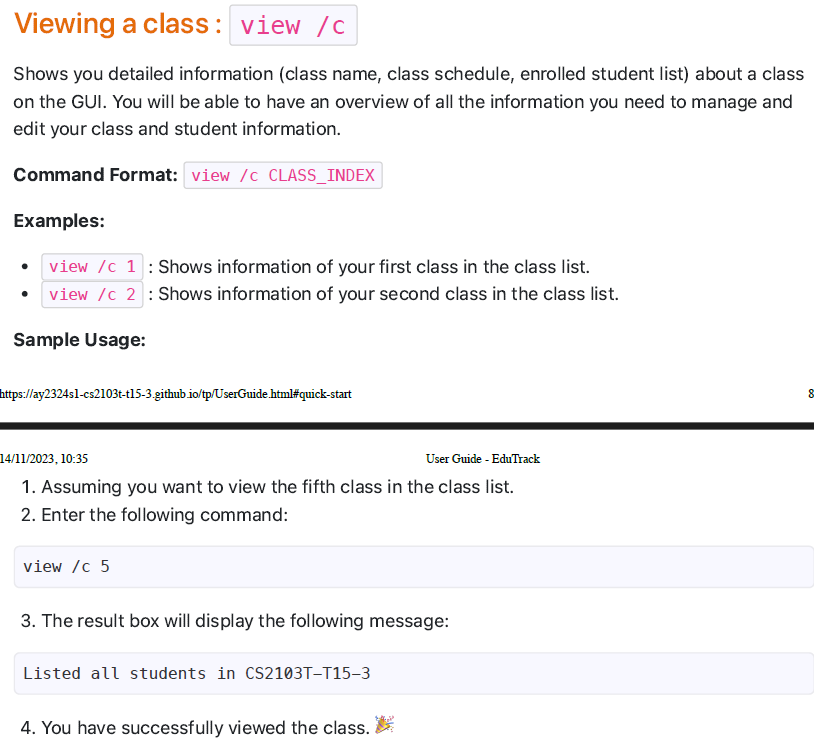 Viewing a class : view /c
Shows you detailed information (class name, class schedule, enrolled student list) about a class
on the GUI. You will be able to have an overview of all the information you need to manage and
edit your class and student information.
Command Format: view /c CLASS_INDEX
Examples:
• view /c 1 : Shows information of your first class in the class list.
• view /c 2 : Shows information of your second class in the class list.
Sample Usage:
https://ay2324s1-cs2103t-t15-3.github.io/tp/UserGuide.html#quick-start 8
14/11/2023, 10:35 User Guide - EduTrack
1. Assuming you want to view the fifth class in the class list.
2. Enter the following command:
view /c 5
3. The result box will display the following message:
Listed all students in CS2103T–T15–3
4. You have successfully viewed the class. 🎉